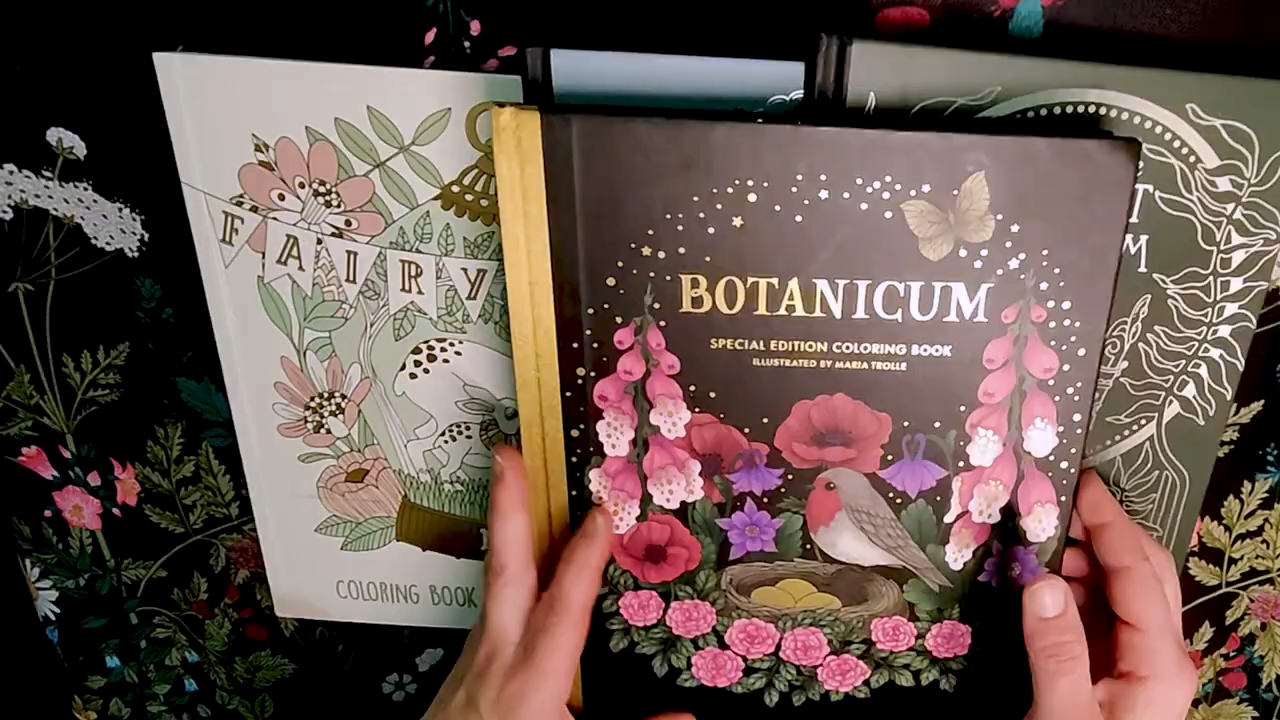 FAIRY
COLORING BOOK
BOTANICUM
SPECIAL EDITION COLORING BOOK
ILLUSTRATED BY MARIA TROLLE
T
M